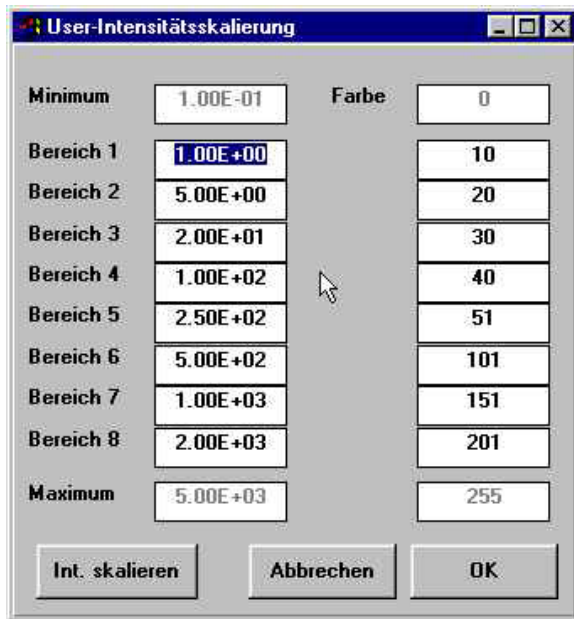 User-Intensitätsskalierung
Minimum 1.00E-01 Farbe 0
Bereich 1 1.00E+00 10
Bereich 2 5.00E+00 20
Bereich 3 2.00E+01 30
Bereich 4 1.00E+02 40
Bereich 5 2.50E+02 51
Bereich 6 5.00E+02 101
Bereich 7 1.00E+03 151
Bereich 8 2.00E+03 201
Maximum 5.00E+03 255
Int. skalieren Abbrechen OK